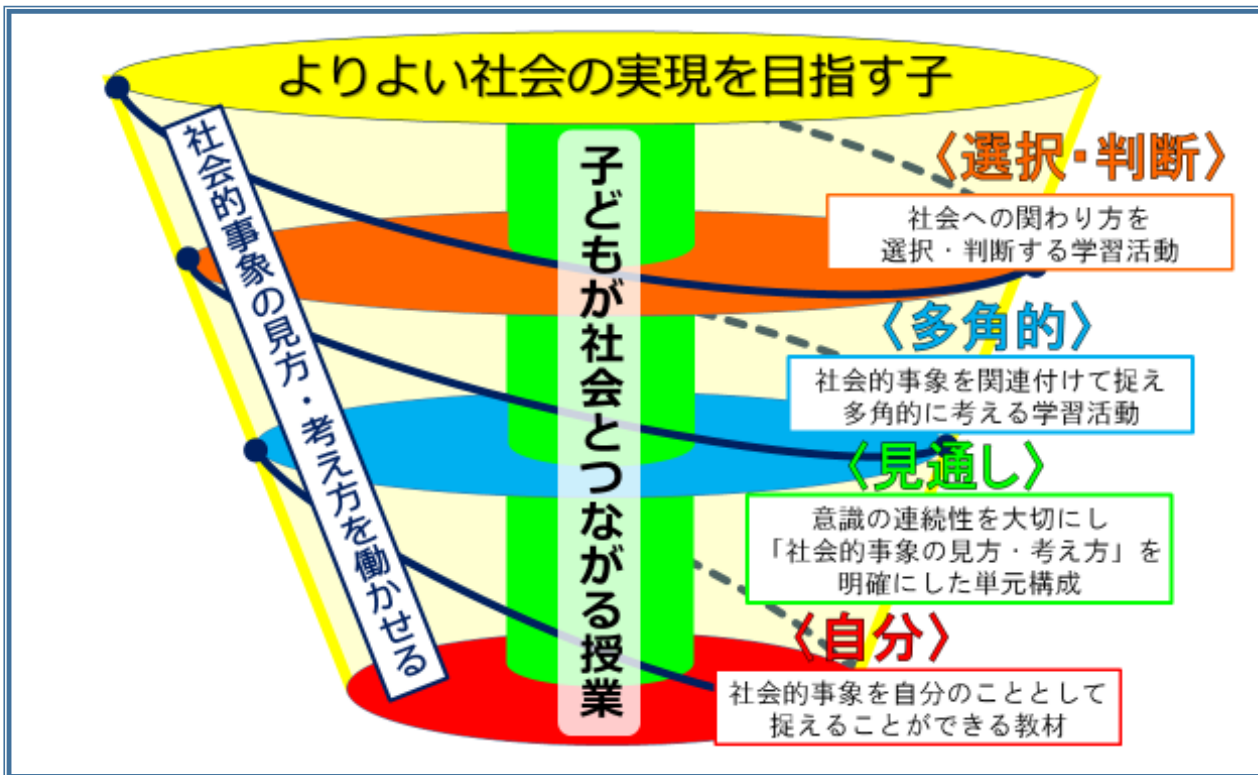 よりよい社会の実現を目指す子
社会的事象の見方・考え方を働かせる
子どもが社会とつながる授業
〈選択・判断〉
社会への関わり方を
選択・判断する学習活動
〈多角的〉
社会的事象を関連付けて捉え
多角的に考える学習活動
〈見通し〉
意識の連続性を大切にし
「社会的事象の見方・考え方」を
明確にした単元構成
〈自分〉
社会的事象を自分のこととして
捉えることができる教材